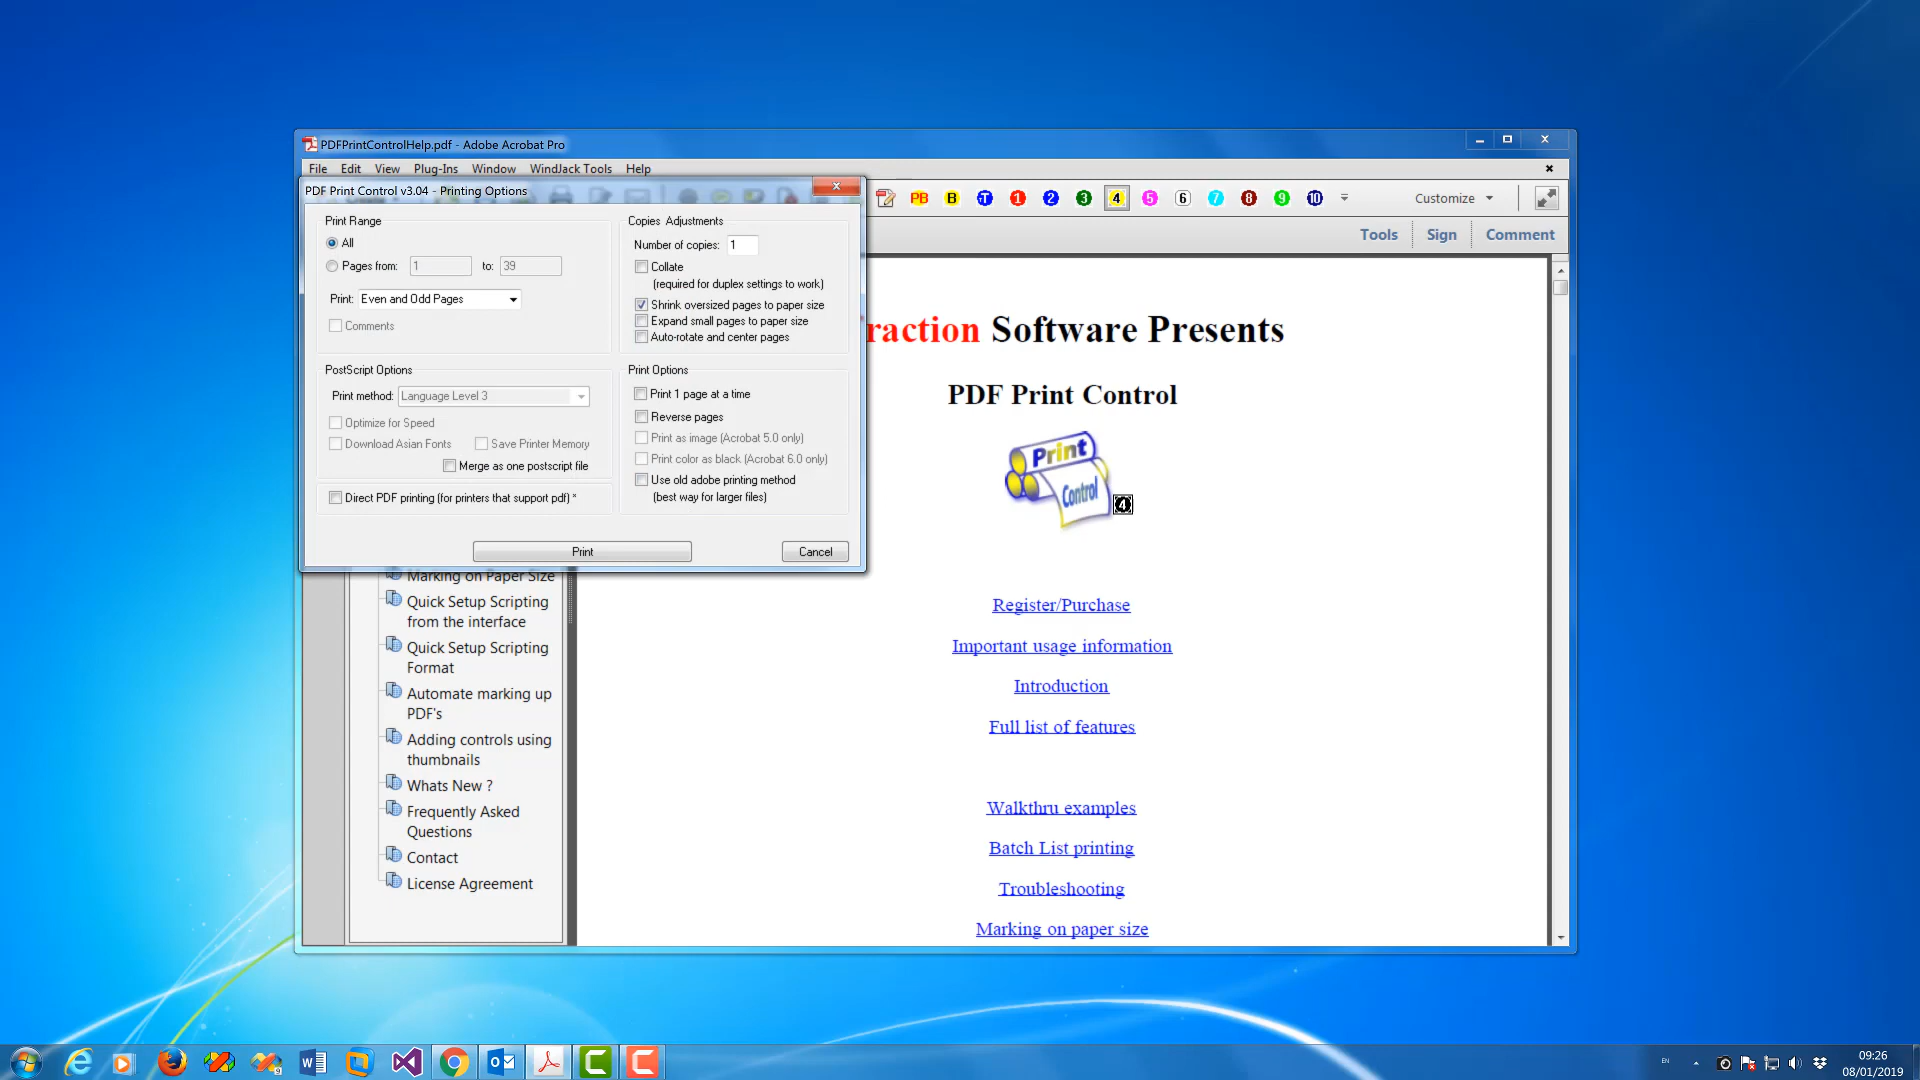 PDFPrintControlHelp.pdf - Adobe Acrobat Pro
File Edit View Plug-Ins Window WindJack Tools Help
PB B T 1 2 3 4 5 6 7 8 9 10 Customize
Tools Sign Comment
PDF Print Control v3.04 - Printing Options
Print Range
All
Pages from: 1 to: 39
Print: Even and Odd Pages
Comments
Copies Adjustments
Number of copies: 1
Collate
(required for duplex settings to work)
Shrink oversized pages to paper size
Expand small pages to paper size
Auto-rotate and center pages
PostScript Options
Print method: Language Level 3
Optimize for Speed
Download Asian Fonts Save Printer Memory
Merge as one postscript file
Direct PDF printing (for printers that support pdf) *
Print Options
Print 1 page at a time
Reverse pages
Print as image (Acrobat 5.0 only)
Print color as black (Acrobat 6.0 only)
Use old adobe printing method
(best way for larger files)
Print Cancel
Marking on Paper Size
Quick Setup Scripting
from the interface
Quick Setup Scripting
Format
Automate marking up
PDF's
Adding controls using
thumbnails
Whats New ?
Frequently Asked
Questions
Contact
License Agreement
raction Software Presents
PDF Print Control
Print
Control
4
Register/Purchase
Important usage information
Introduction
Full list of features
Walkthru examples
Batch List printing
Troubleshooting
Marking on paper size
EN
09:26
08/01/2019